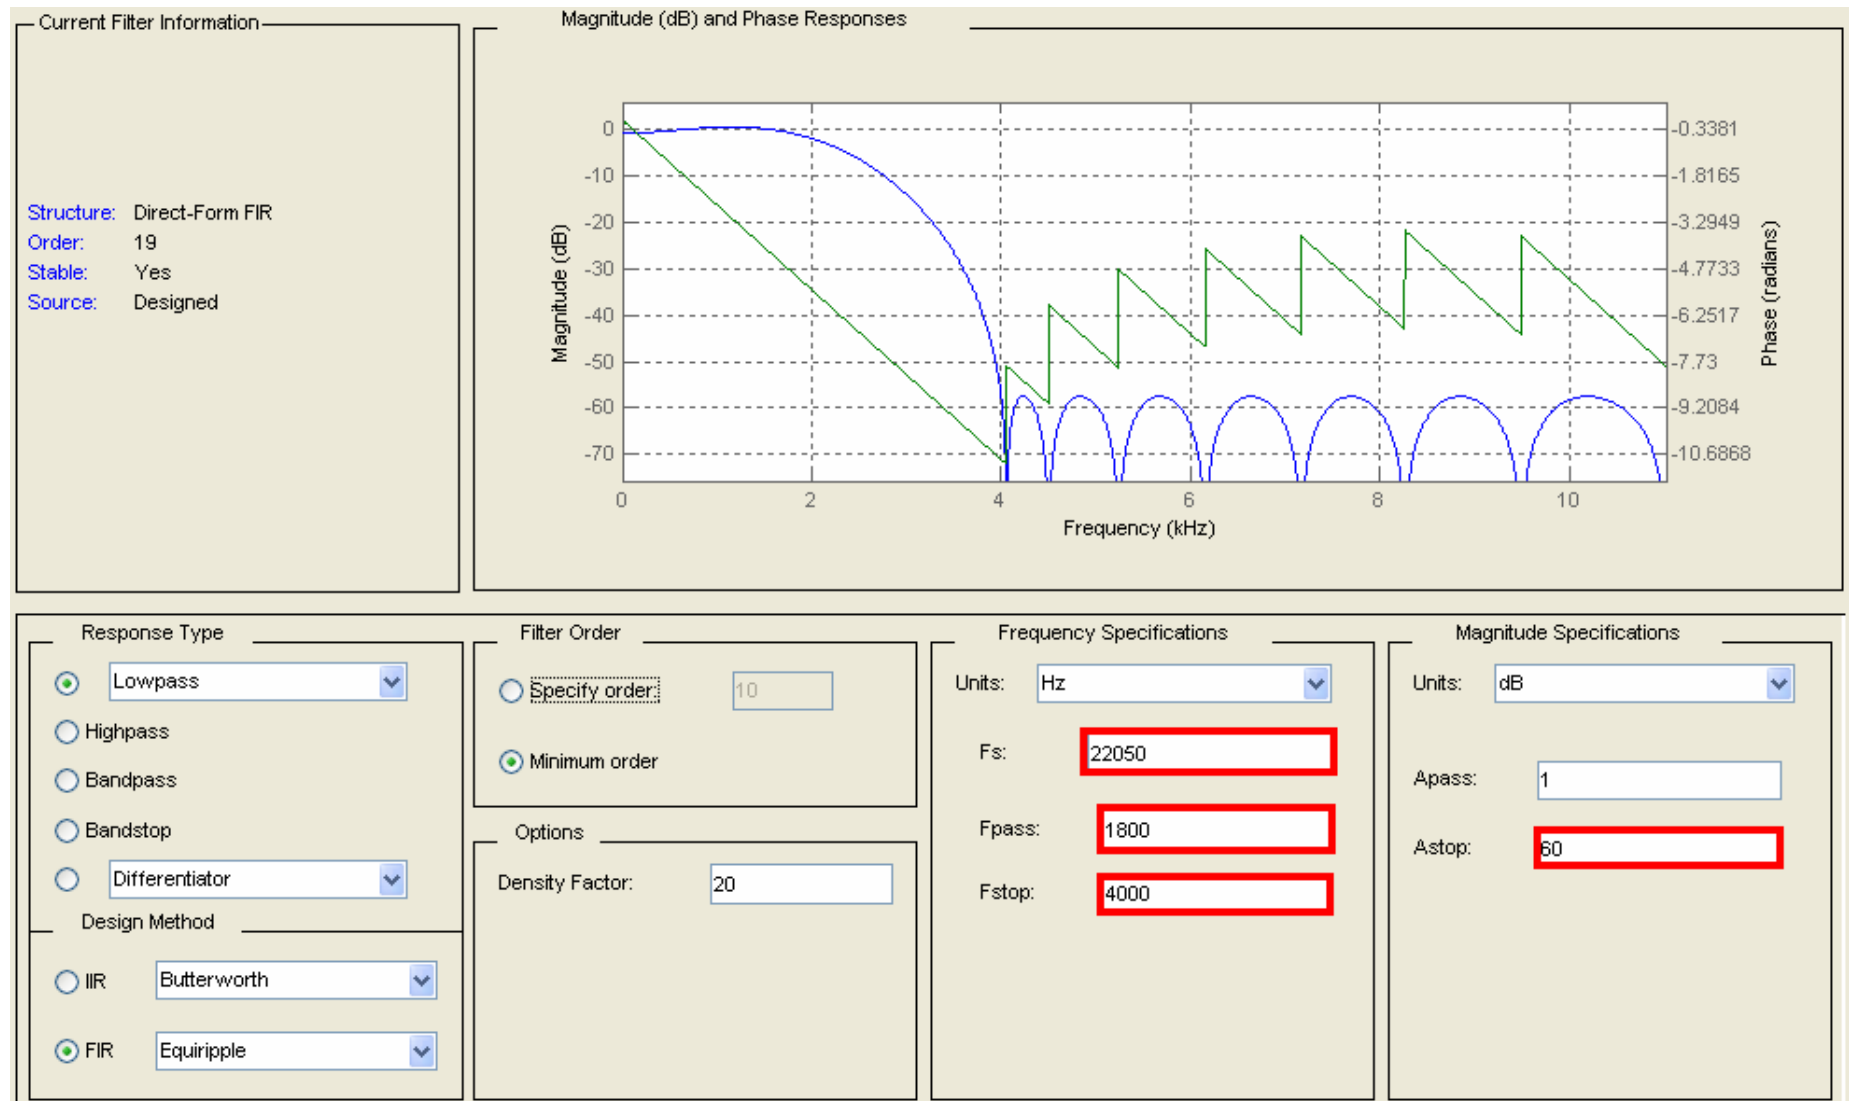 Current Filter Information
Structure: Direct-Form FIR
Order: 19
Stable: Yes
Source: Designed
Magnitude (dB) and Phase Responses
Magnitude (dB)
0
-10
-20
-30
-40
-50
-60
-70
-0.3381
-1.8165
-3.2949
-4.7733
-6.2517
-7.73
-9.2084
-10.6868
Phase (radians)
0 2 4 6 8 10
Frequency (kHz)
Response Type
Lowpass
Highpass
Bandpass
Bandstop
Differentiator
Design Method
IIR Butterworth
FIR Equiripple
Filter Order
Specify order: 10
Minimum order
Options
Density Factor: 20
Frequency Specifications
Units: Hz
Fs: 22050
Fpass: 1800
Fstop: 4000
Magnitude Specifications
Units: dB
Apass: 1
Astop: 60